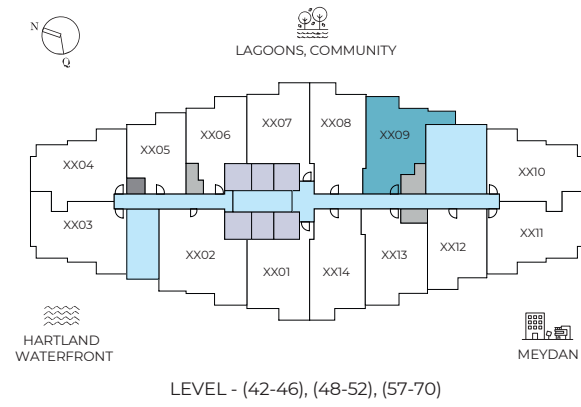 N
Q
LAGOONS, COMMUNITY
XX07
XX08
XX06
XX09
XX05
XX04
XX10
XX03
XX11
XX02
XX01
XX14
XX13
XX12
HARTLAND
WATERFRONT
MEYDAN
LEVEL - (42-46), (48-52), (57-70)